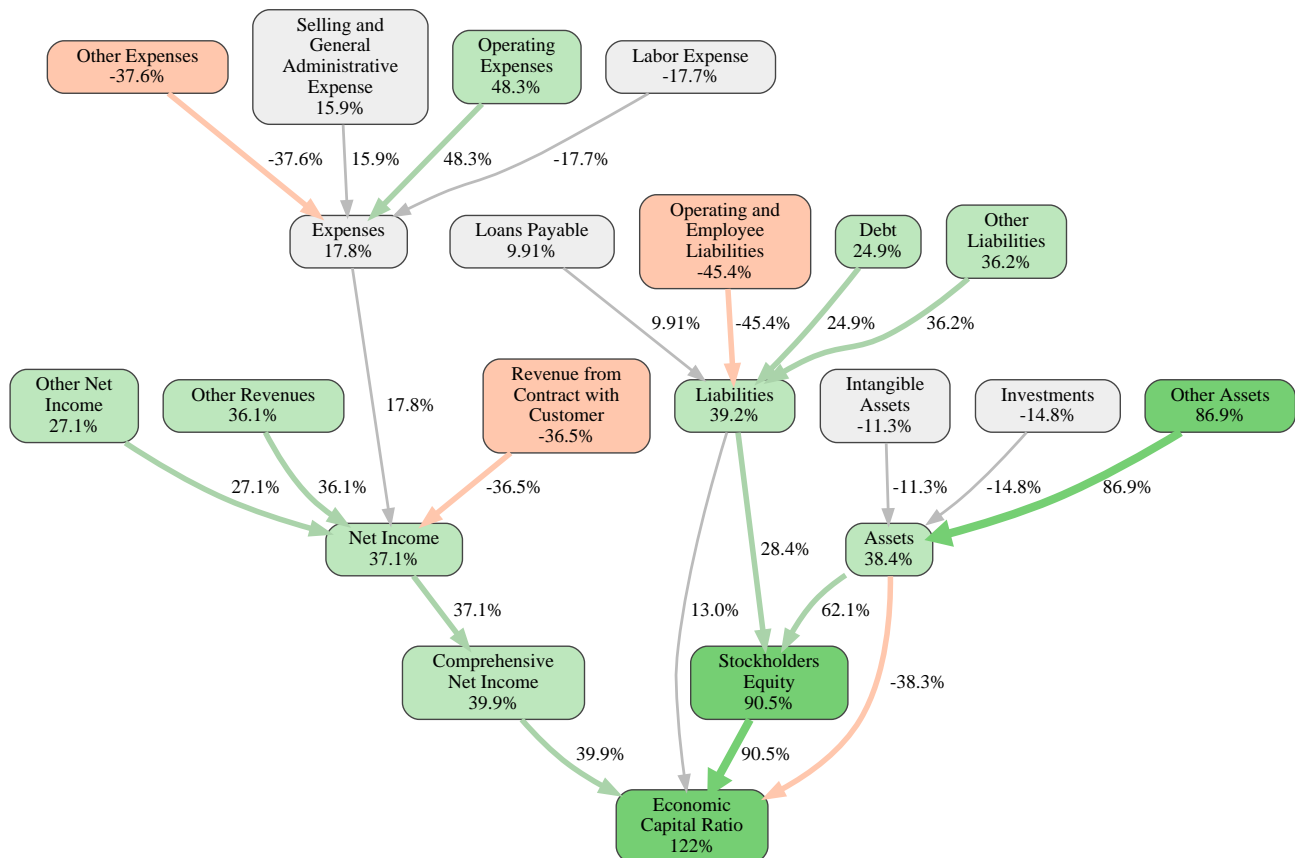 Other Expenses
-37.6%
Selling and
General
Administrative
Expense
15.9%
Operating
Expenses
48.3%
Labor Expense
-17.7%
-37.6%
15.9%
48.3%
-17.7%
Expenses
17.8%
Loans Payable
9.91%
Operating and
Employee
Liabilities
-45.4%
Debt
24.9%
Other
Liabilities
36.2%
9.91%
-45.4%
24.9%
36.2%
Other Net
Income
27.1%
Other Revenues
36.1%
17.8%
Revenue from
Contract with
Customer
-36.5%
Liabilities
39.2%
Intangible
Assets
-11.3%
Investments
-14.8%
Other Assets
86.9%
27.1%
36.1%
-36.5%
-11.3%
-14.8%
86.9%
Net Income
37.1%
Assets
38.4%
28.4%
37.1%
13.0%
62.1%
Comprehensive
Net Income
39.9%
Stockholders
Equity
90.5%
-38.3%
39.9%
90.5%
Economic
Capital Ratio
122%